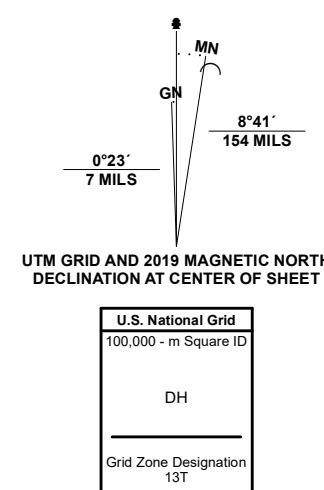 MN
GN
8°41´
154 MILS
0°23´
7 MILS
UTM GRID AND 2019 MAGNETIC NORTH
DECLINATION AT CENTER OF SHEET
U.S. National Grid
100,000 - m Square ID
DH
Grid Zone Designation
13T